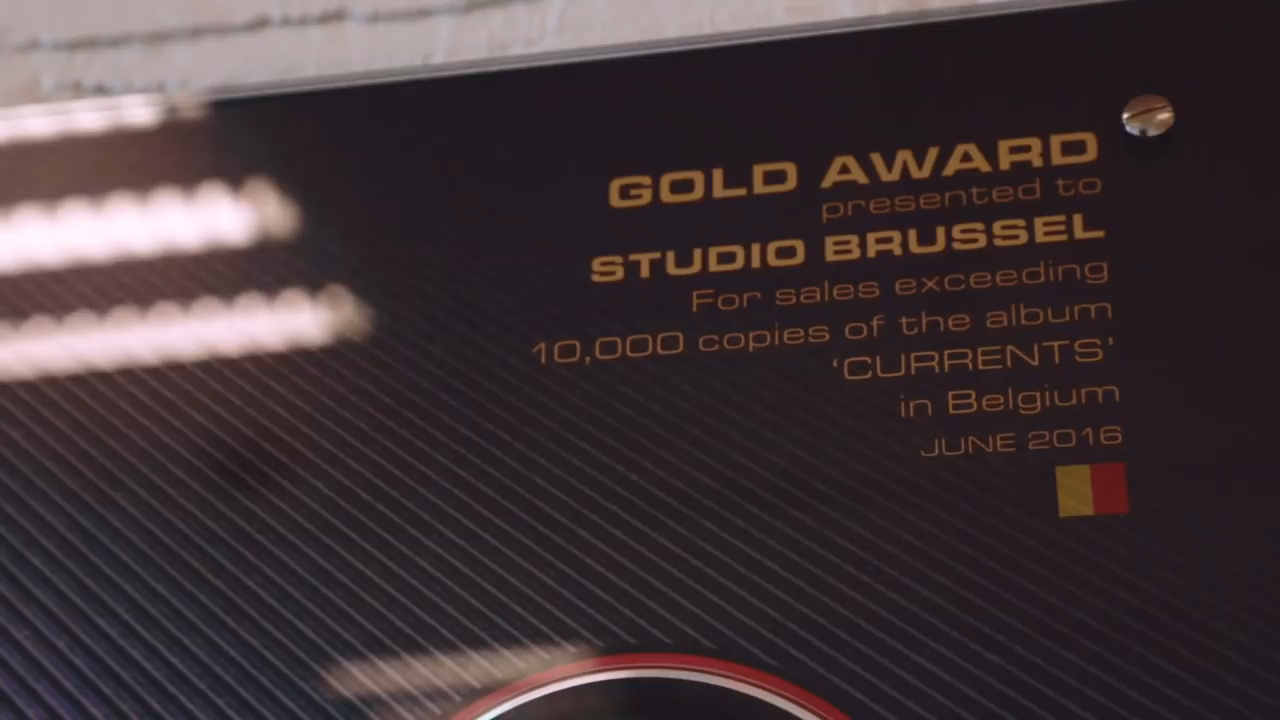 GOLD AWARD
presented to
STUDIO BRUSSEL
For sales exceeding
10,000 copies of the album
‘CURRENTS’
in Belgium
JUNE 2016